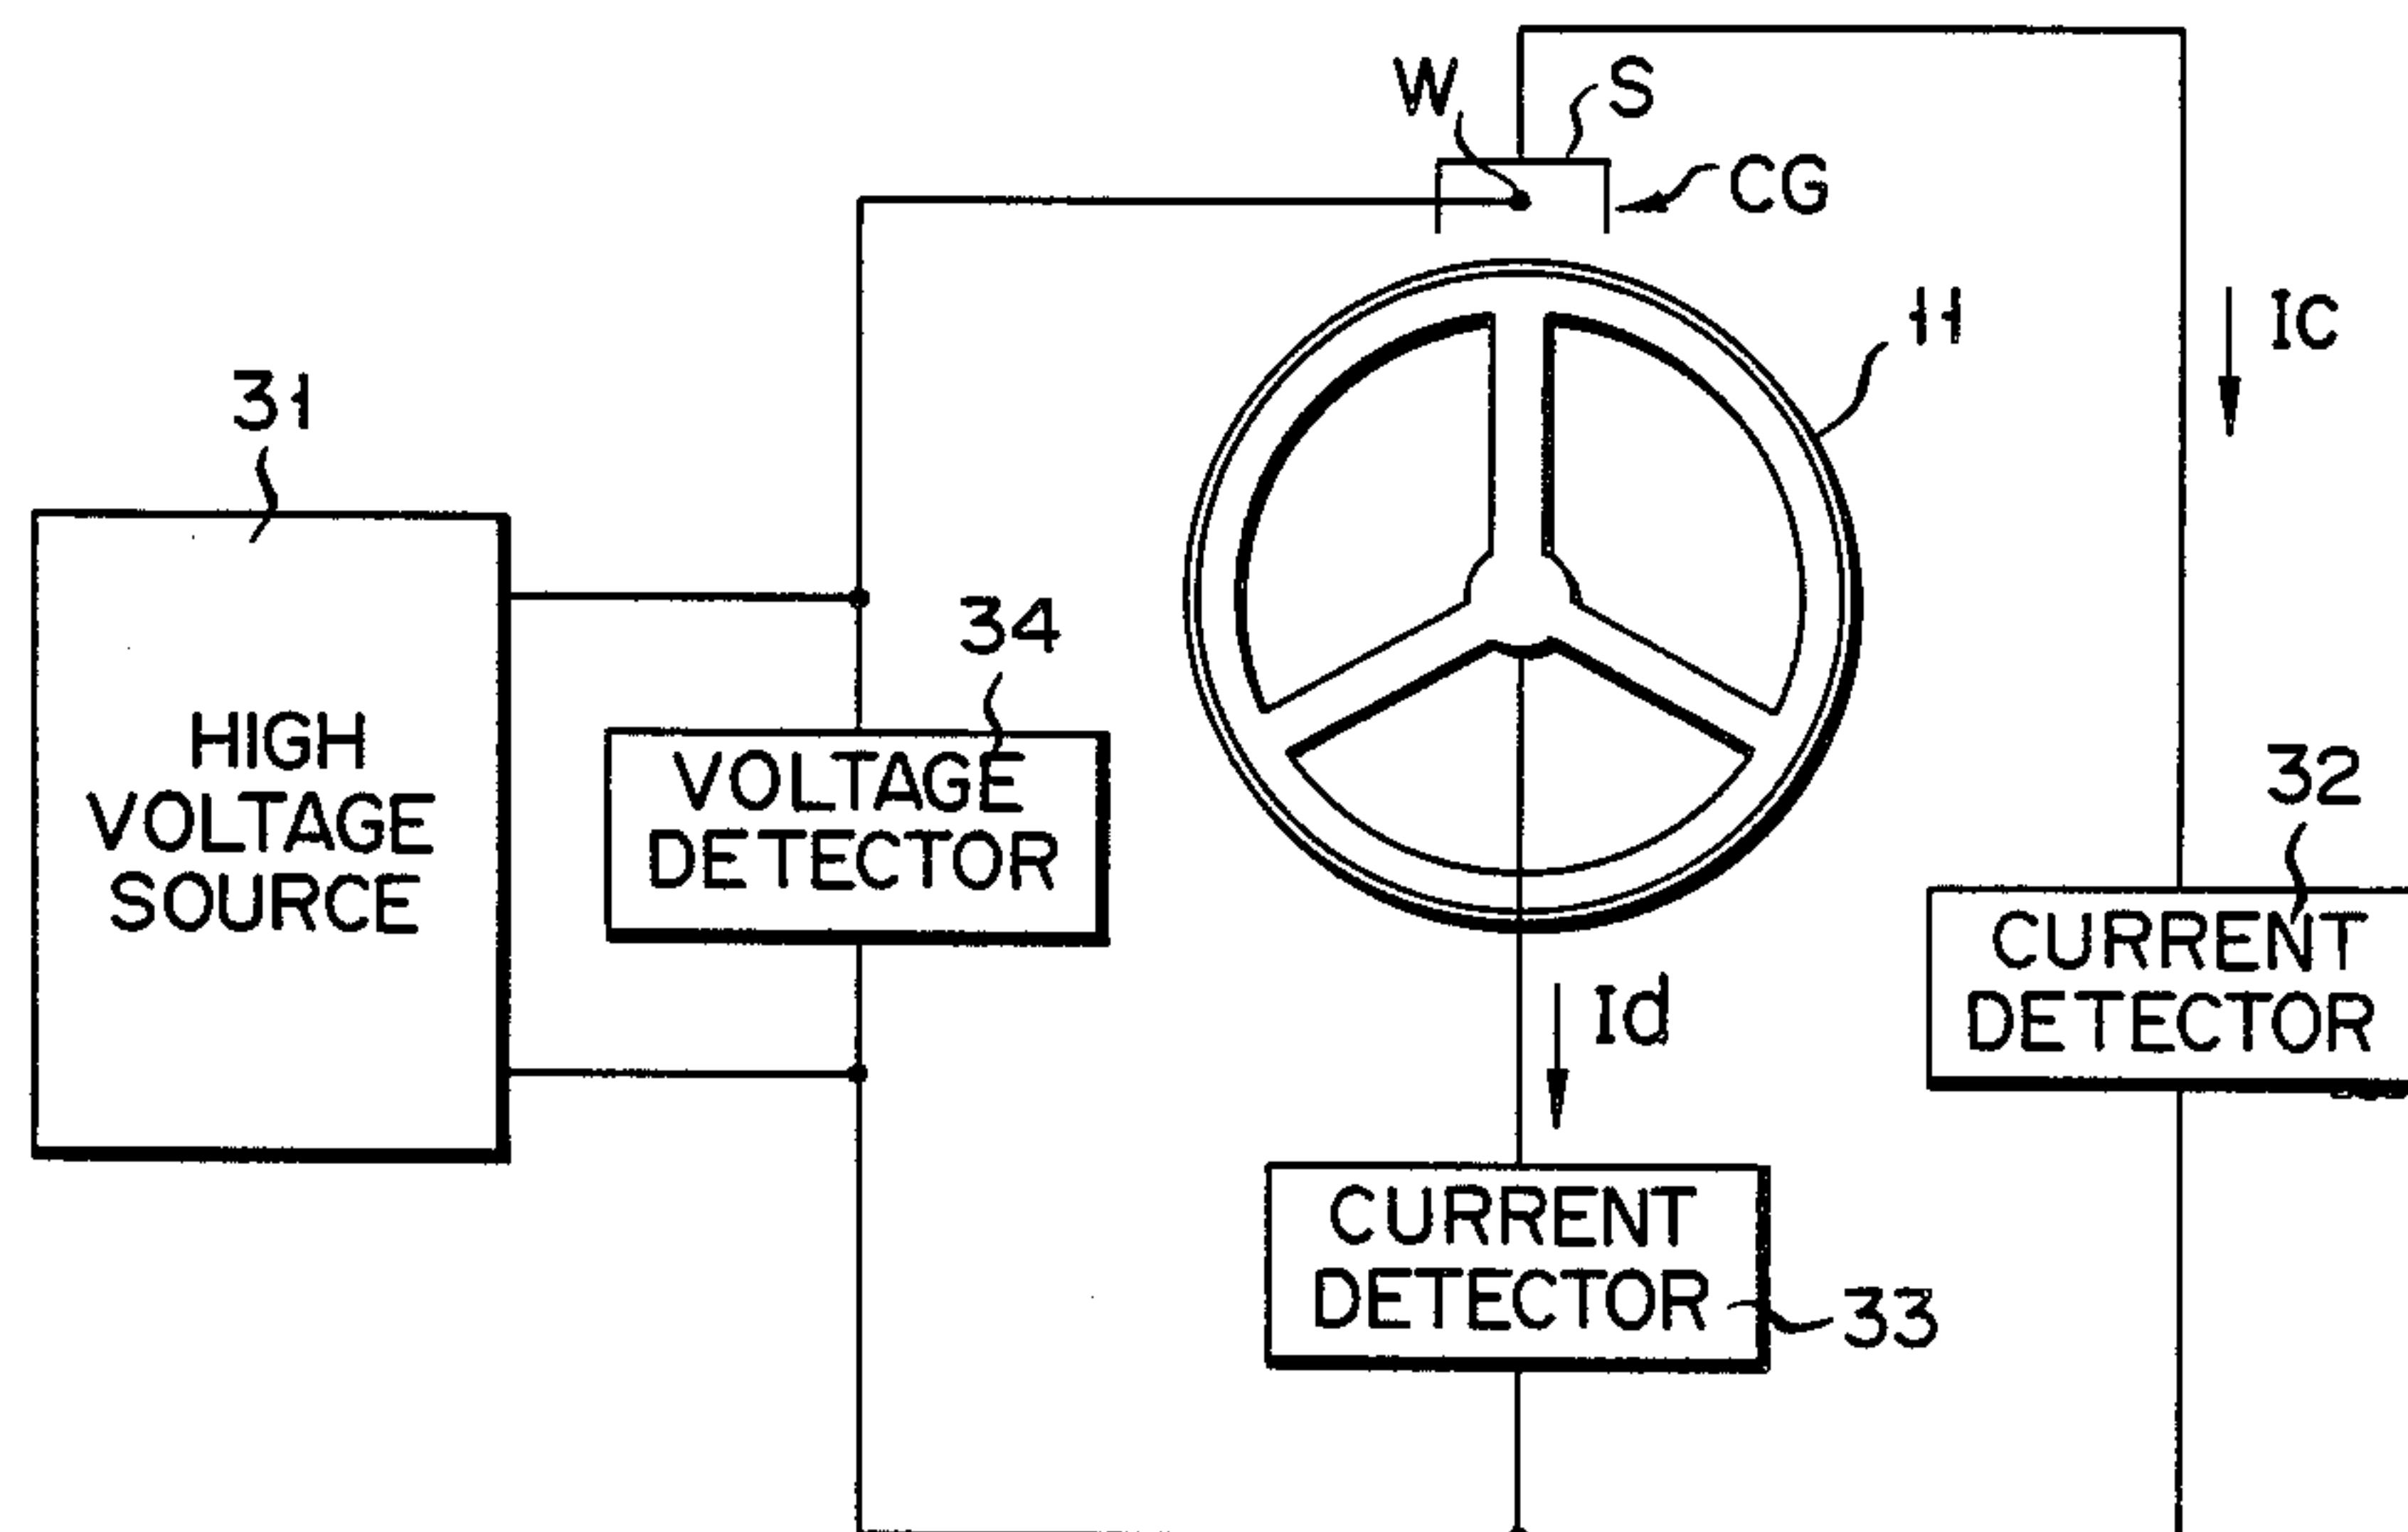 W
S
CG
11
IC
31
34
HIGH
VOLTAGE
SOURCE
VOLTAGE
DETECTOR
32
CURRENT
DETECTOR
Id
CURRENT
DETECTOR
33